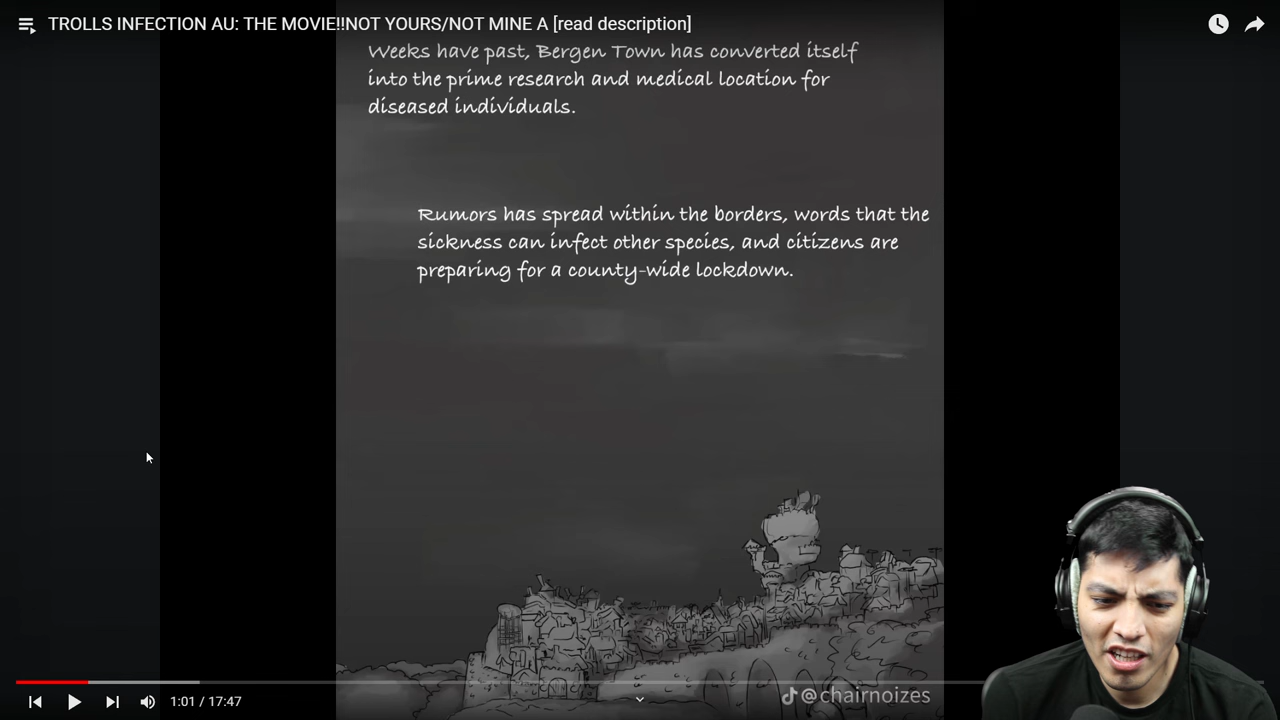 TROLLS INFECTION AU: THE MOVIE!!NOT YOURS/NOT MINE A [read description]
Weeks have past, Bergen Town has converted itself
into the prime research and medical location for
diseased individuals.
Rumors has spread within the borders, words that the
sickness can infect other species, and citizens are
preparing for a county-wide lockdown.
@chairnoizes
1:01 / 17:47